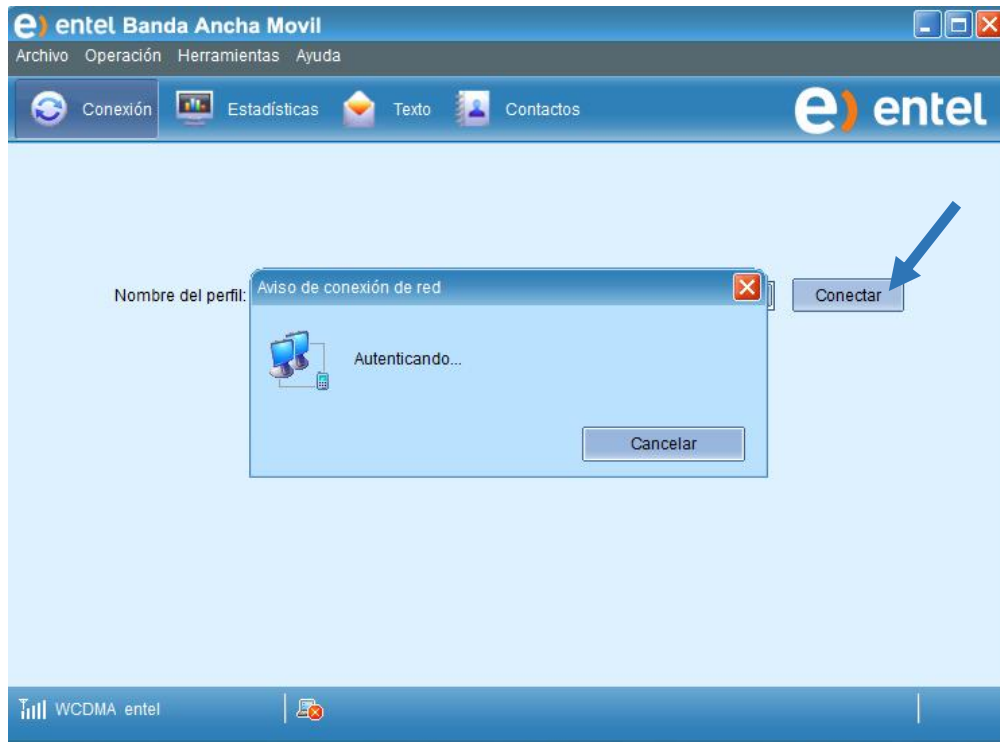 e) entel Banda Ancha Movil
Archivo Operación Herramientas Ayuda
Conexión Estadísticas Texto Contactos e) entel
Nombre del perfil: Conectar
Aviso de conexión de red
Autenticando...
Cancelar
WCDMA entel